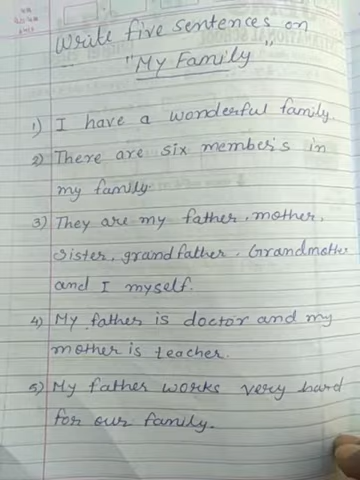 Write five sentences on
"My Family"
1) I have a wonderful family.
2) There are six member's in
my family.
3) They are my father, mother,
sister, grandfather, Grandmother
and I myself.
4) My father is doctor and my
mother is teacher.
5) My father works very hard
for our family.